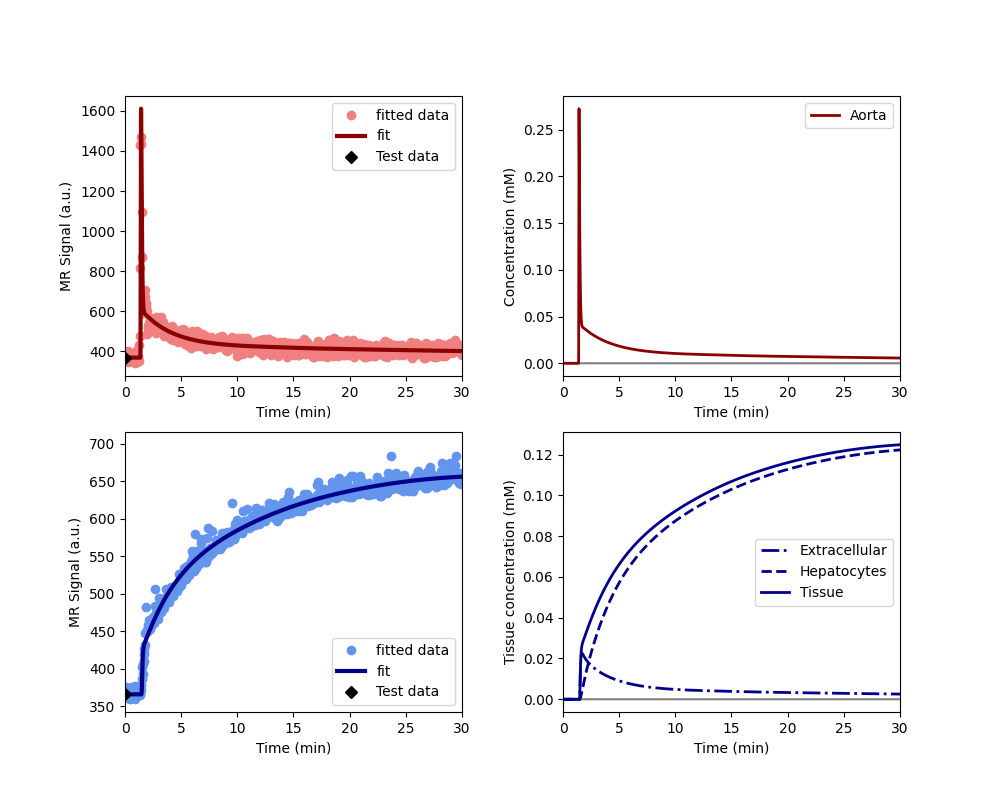 1600
1400
1200
1000
800
600
400
MR Signal (a.u.)
fitted data
fit
Test data
0 5 10 15 20 25 30
Time (min)
0.25
0.20
0.15
0.10
0.05
0.00
Concentration (mM)
Aorta
0 5 10 15 20 25 30
Time (min)
700
650
600
550
500
450
400
350
MR Signal (a.u.)
fitted data
fit
Test data
0 5 10 15 20 25 30
Time (min)
0.12
0.10
0.08
0.06
0.04
0.02
0.00
Tissue concentration (mM)
Extracellular
Hepatocytes
Tissue
0 5 10 15 20 25 30
Time (min)